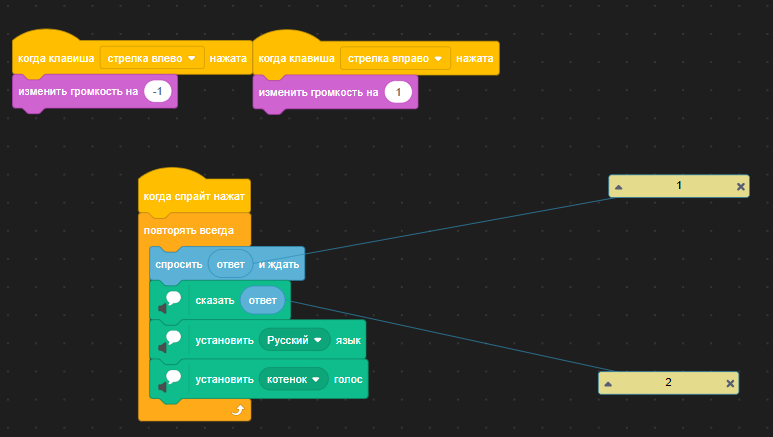 когда клавиша стрелка влево нажата
изменить громкость на -1
когда клавиша стрелка вправо нажата
изменить громкость на 1
когда спрайт нажат
повторять всегда
спросить ответ и ждать
сказать ответ
установить Русский язык
установить котенок голос
1
2